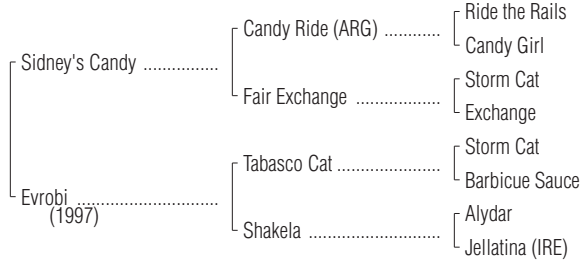 Ride the Rails
Candy Ride (ARG) ............
Candy Girl
Sidney's Candy ................
Storm Cat
Fair Exchange ..................
Exchange
Storm Cat
Tabasco Cat ......................
Barbicue Sauce
Evrobi ..............................
(1997)
Alydar
Shakela ............................
Jellatina (IRE)